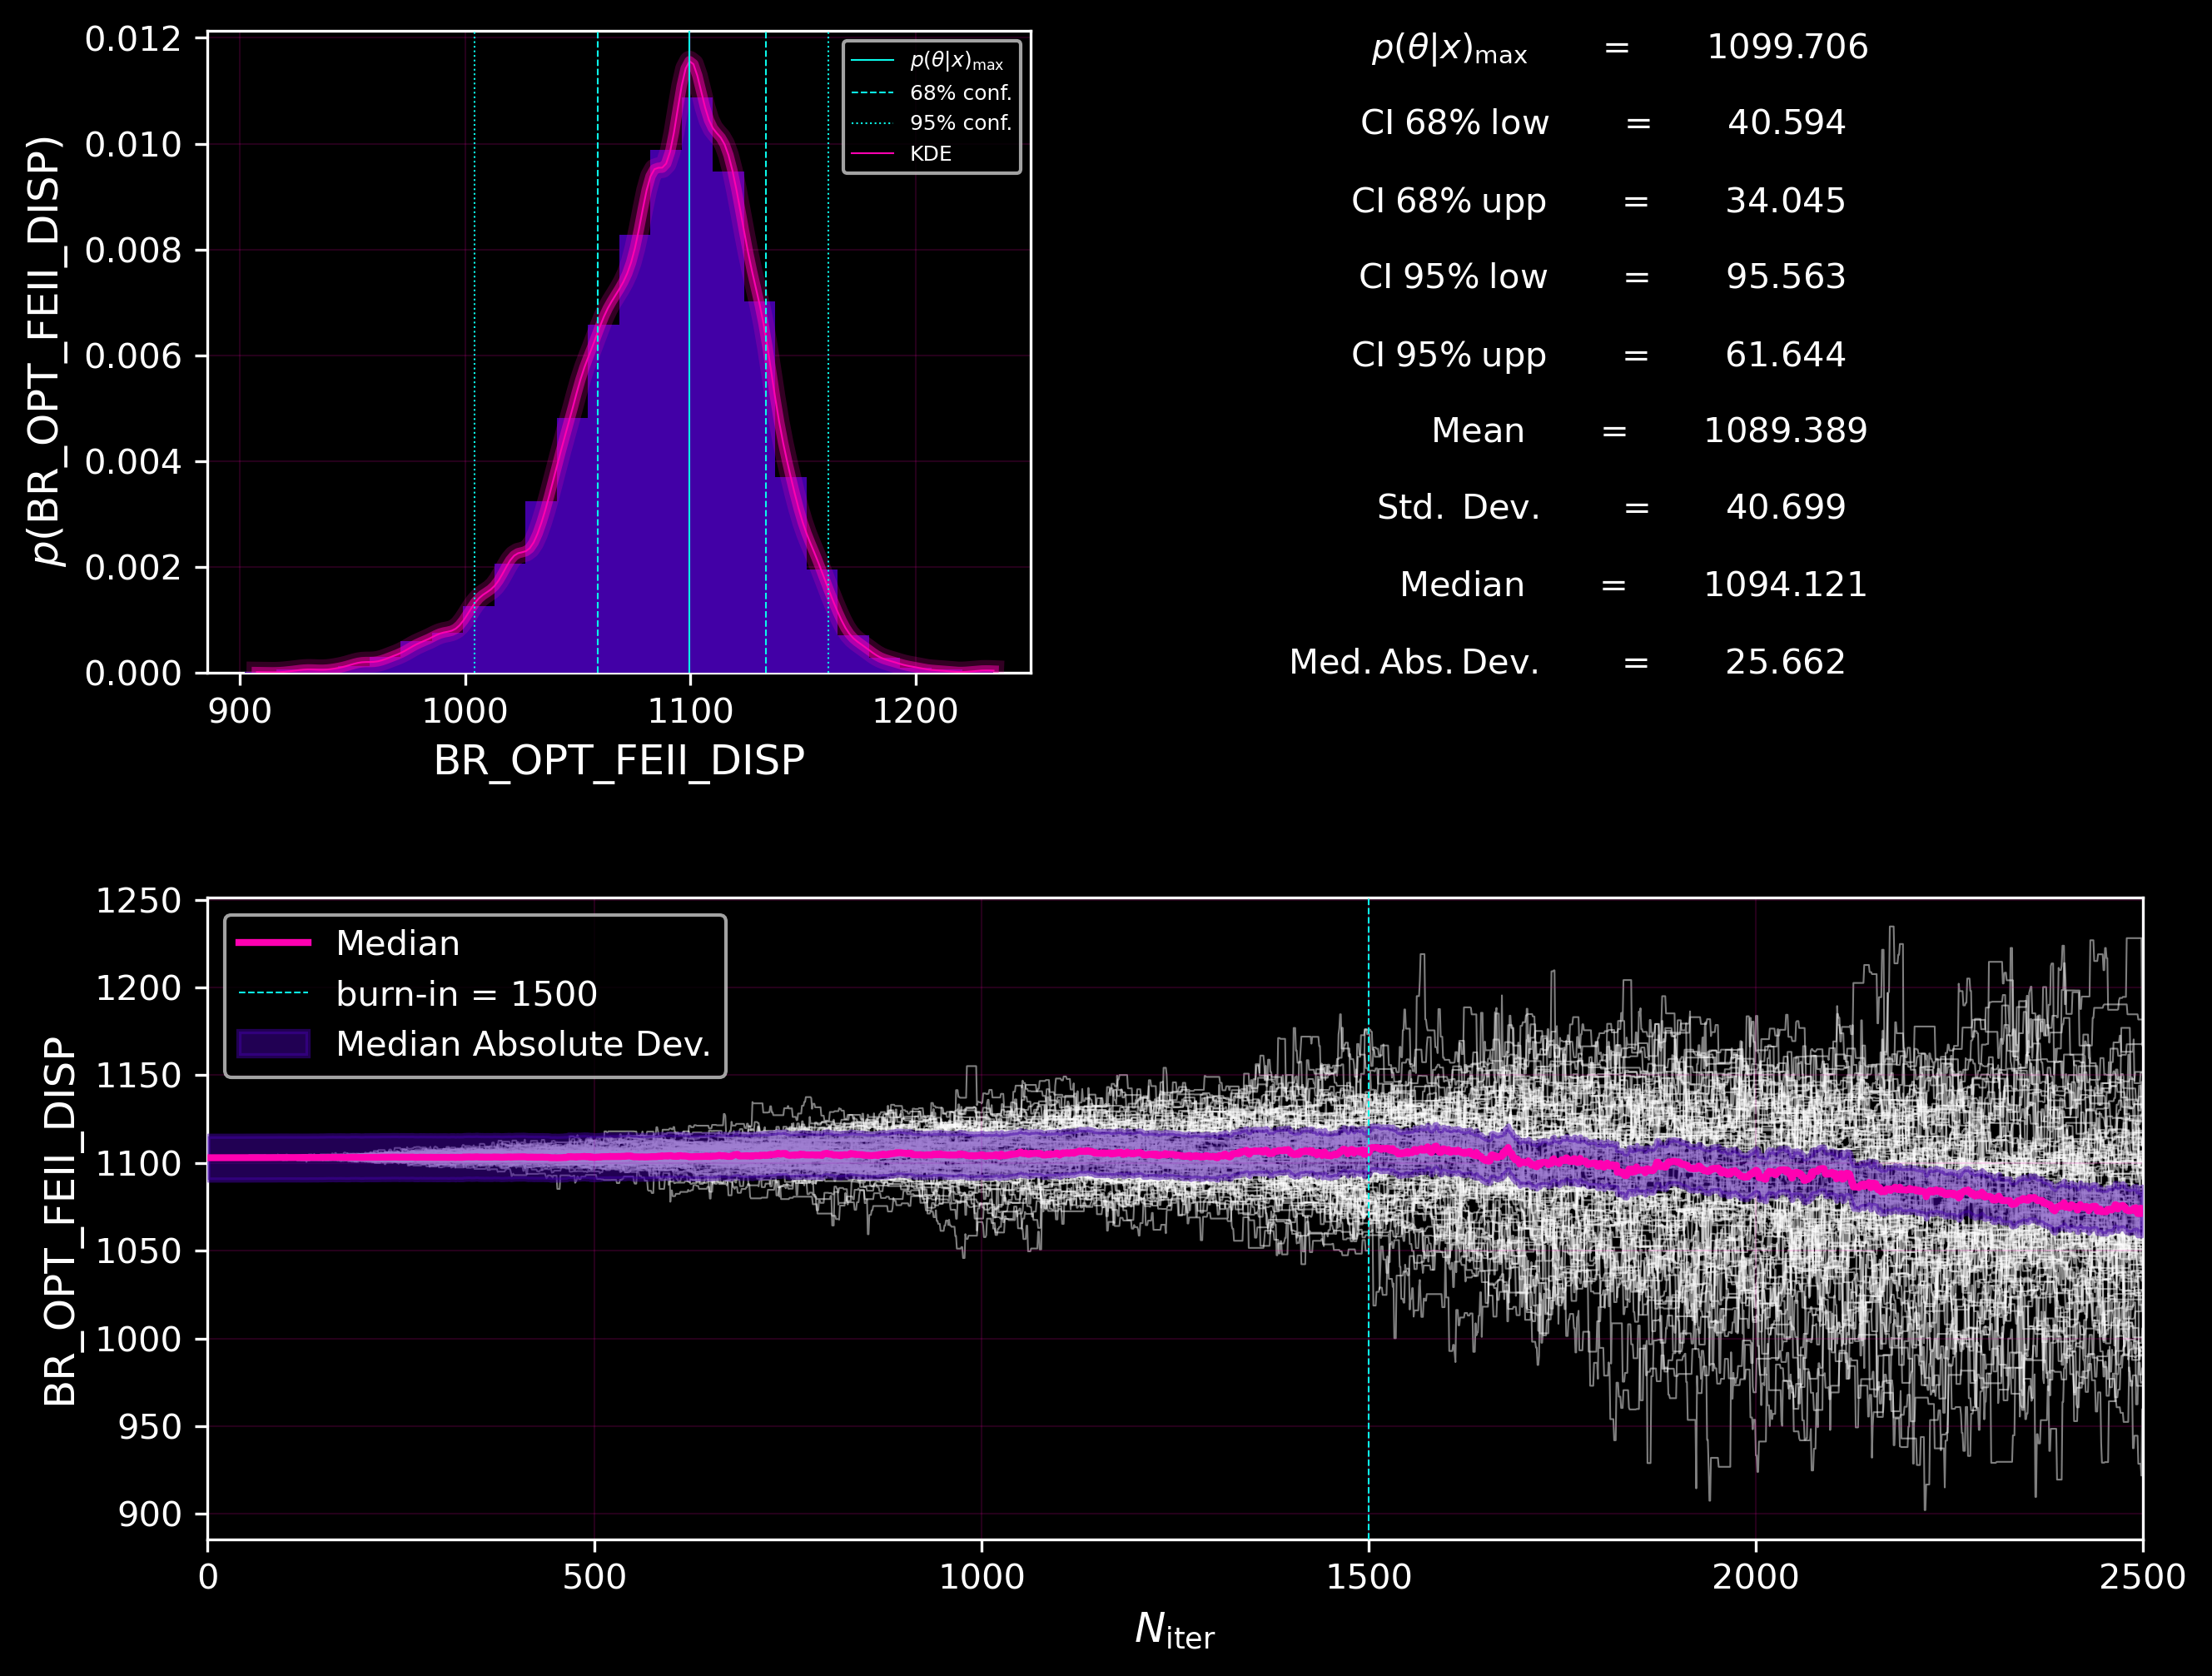 0.012
0.010
0.008
0.006
0.004
0.002
0.000
p(BR_OPT_FEII_DISP)
900 1000 1100 1200
BR_OPT_FEII_DISP
p(θ|x)max
68% conf.
95% conf.
KDE
p(θ|x)max = 1099.706
CI 68% low = 40.594
CI 68% upp = 34.045
CI 95% low = 95.563
CI 95% upp = 61.644
Mean = 1089.389
Std. Dev. = 40.699
Median = 1094.121
Med. Abs. Dev. = 25.662
1250
1200
1150
1100
1050
1000
950
900
BR_OPT_FEII_DISP
Median
burn-in = 1500
Median Absolute Dev.
0 500 1000 1500 2000 2500
Niter